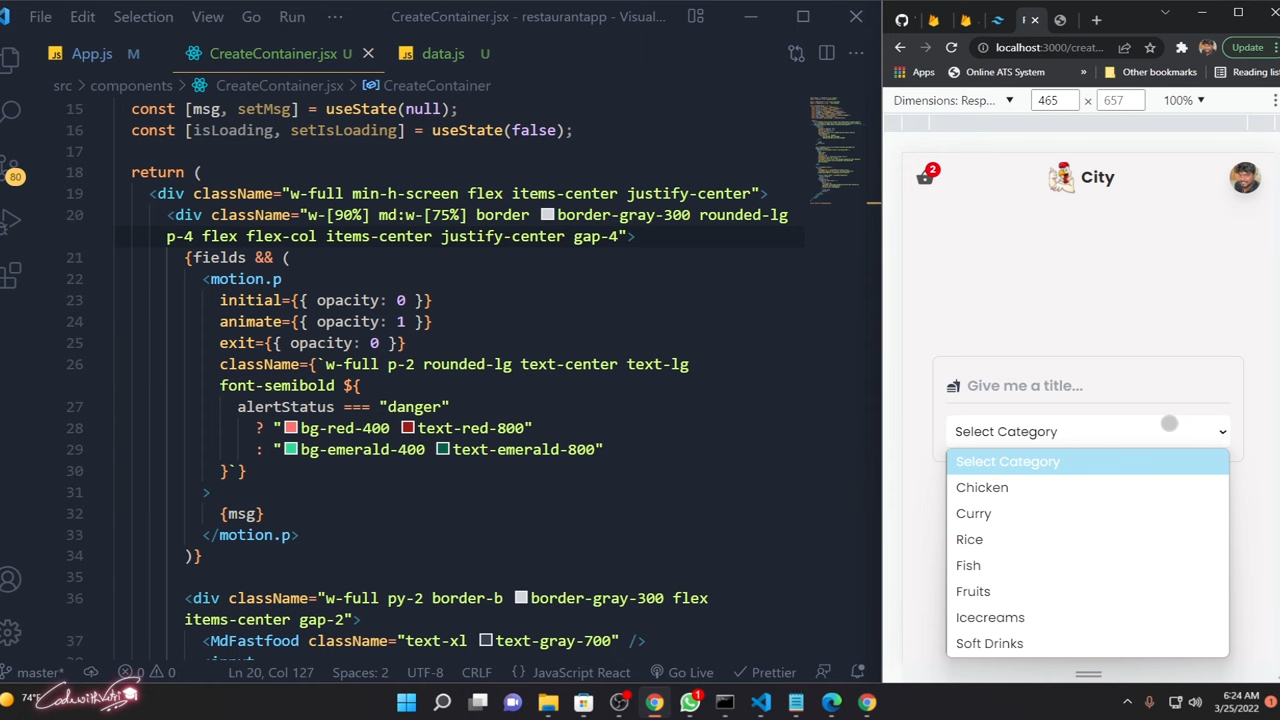 File Edit Selection View Go Run ··· CreateContainer.jsx - restaurantapp - Visual...
App.js M CreateContainer.jsx U data.js U
src > components > CreateContainer.jsx > CreateContainer
15 const [msg, setMsg] = useState(null);
16 const [isLoading, setIsLoading] = useState(false);
17
18 return (
19 <div className="w-full min-h-screen flex items-center justify-center">
20 <div className="w-[90%] md:w-[75%] border border-gray-300 rounded-lg
p-4 flex flex-col items-center justify-center gap-4">
21 {fields && (
22 <motion.p
23 initial={{ opacity: 0 }}
24 animate={{ opacity: 1 }}
25 exit={{ opacity: 0 }}
26 className={`w-full p-2 rounded-lg text-center text-lg
font-semibold ${
27 alertStatus === "danger"
28 ? "bg-red-400 text-red-800"
29 : "bg-emerald-400 text-emerald-800"
30 }`}
31 >
32 {msg}
33 </motion.p>
34 )}
35
36 <div className="w-full py-2 border-b border-gray-300 flex
items-center gap-2">
37 <MdFastfood className="text-xl text-gray-700" />
<input
80
master* 0 0 Ln 20, Col 127 Spaces: 2 UTF-8 CRLF {} JavaScript React Go Live Prettier
localhost:3000/creat... Update
Apps Online ATS System » Other bookmarks Reading list
Dimensions: Resp... 465 × 657 100%
2 City
Give me a title...
Select Category
Select Category
Chicken
Curry
Rice
Fish
Fruits
Icecreams
Soft Drinks
74°F
1
6:24 AM
3/25/2022